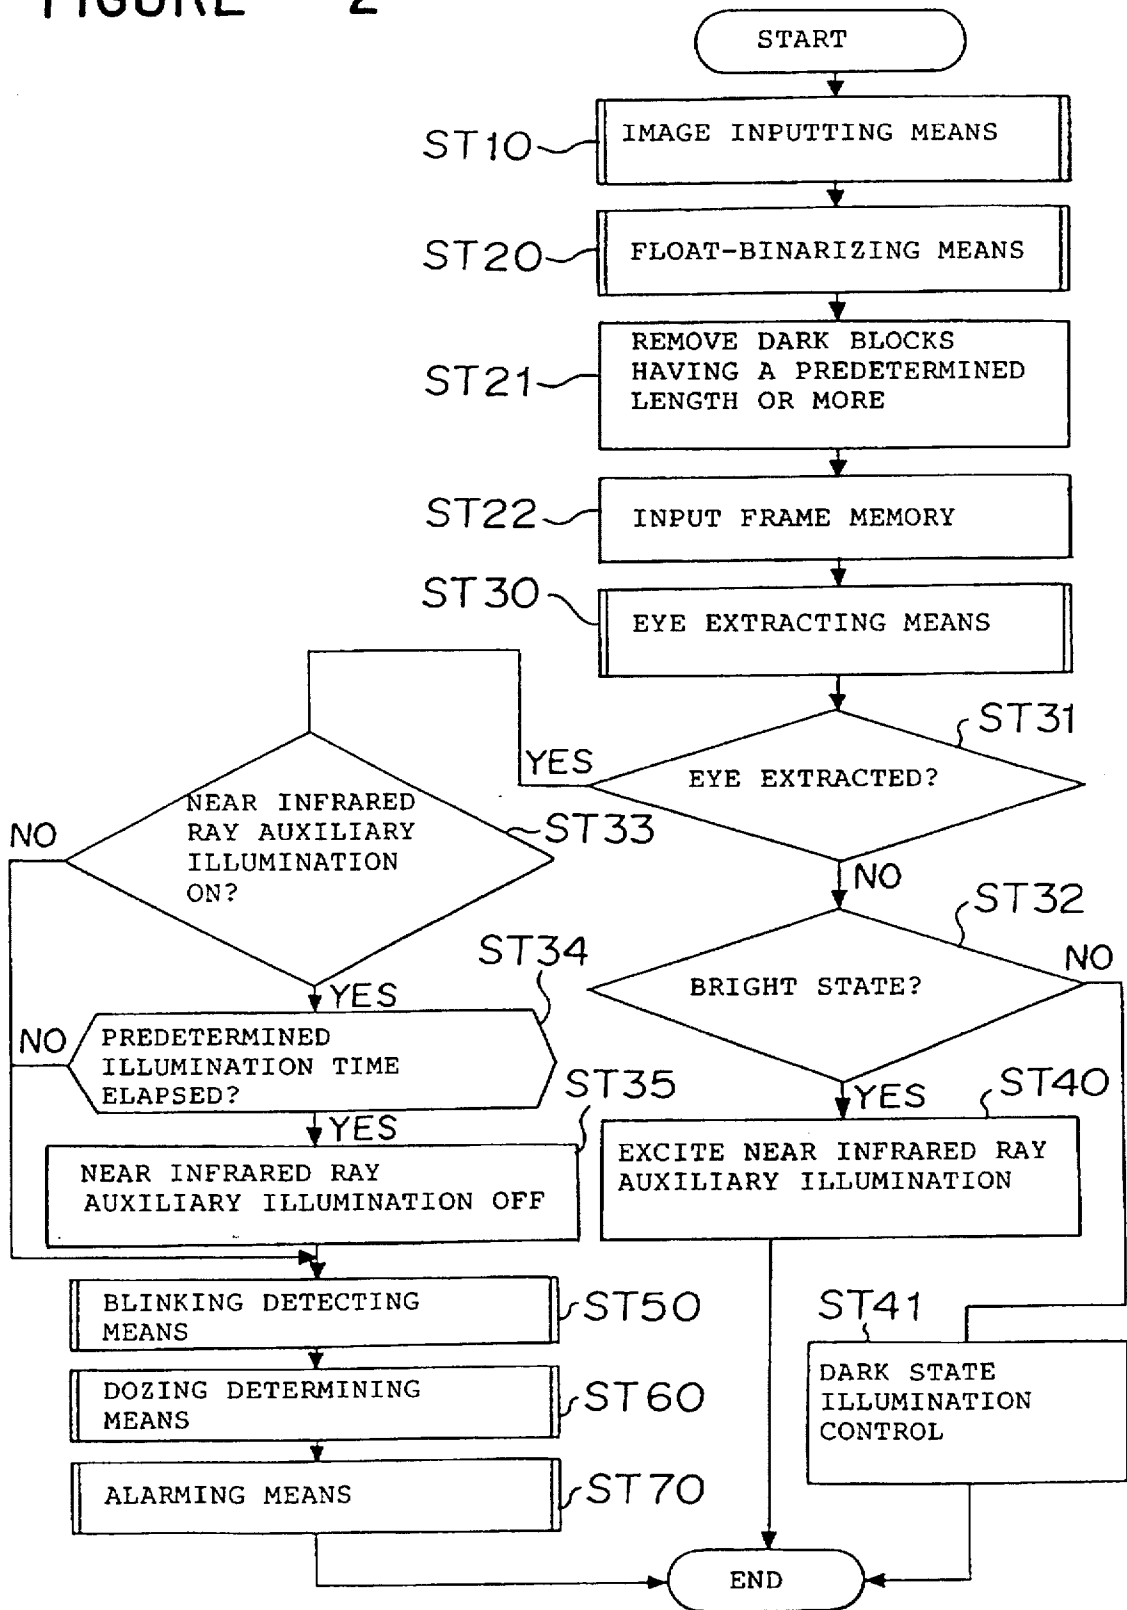 FIGURE 2
START
ST10
IMAGE INPUTTING MEANS
ST20
FLOAT-BINARIZING MEANS
ST21
REMOVE DARK BLOCKS
HAVING A PREDETERMINED
LENGTH OR MORE
ST22
INPUT FRAME MEMORY
ST30
EYE EXTRACTING MEANS
ST31
EYE EXTRACTED?
YES
NO
ST33
NEAR INFRARED
RAY AUXILIARY
ILLUMINATION
ON?
NO
YES
ST32
BRIGHT STATE?
NO
YES
ST34
PREDETERMINED
ILLUMINATION TIME
ELAPSED?
NO
YES
ST35
NEAR INFRARED RAY
AUXILIARY ILLUMINATION OFF
ST40
EXCITE NEAR INFRARED RAY
AUXILIARY ILLUMINATION
ST50
BLINKING DETECTING
MEANS
ST41
DARK STATE
ILLUMINATION
CONTROL
ST60
DOZING DETERMINING
MEANS
ST70
ALARMING MEANS
END